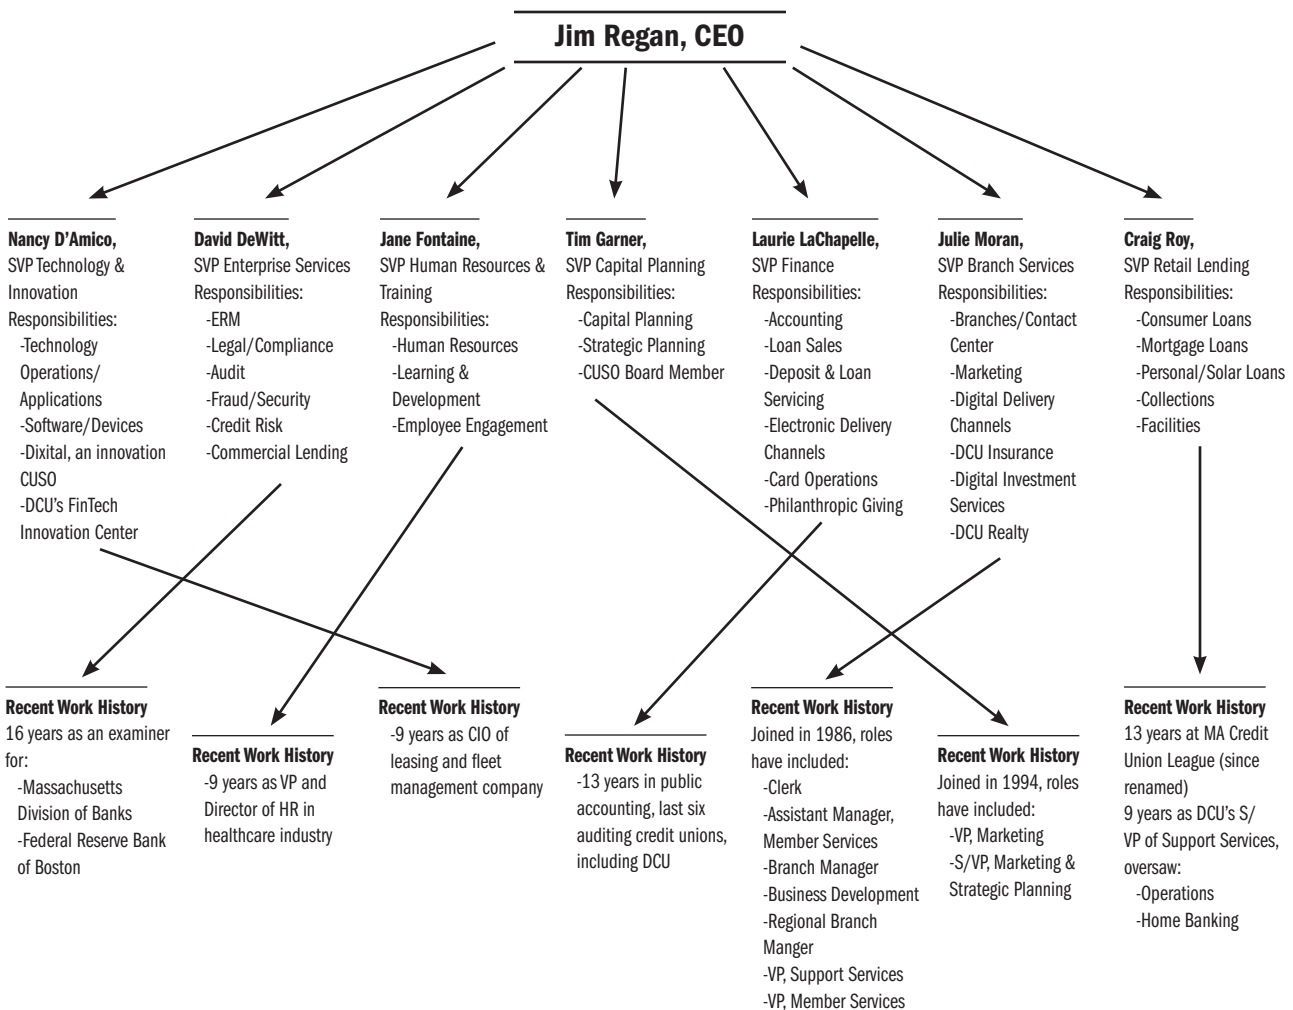 Jim Regan, CEO
Nancy D’Amico,
SVP Technology &
Innovation
Responsibilities:
-Technology
Operations/
Applications
-Software/Devices
-Dixital, an innovation
CUSO
-DCU’s FinTech
Innovation Center
David DeWitt,
SVP Enterprise Services
Responsibilities:
-ERM
-Legal/Compliance
-Audit
-Fraud/Security
-Credit Risk
-Commercial Lending
Jane Fontaine,
SVP Human Resources &
Training
Responsibilities:
-Human Resources
-Learning &
Development
-Employee Engagement
Tim Garner,
SVP Capital Planning
Responsibilities:
-Capital Planning
-Strategic Planning
-CUSO Board Member
Laurie LaChapelle,
SVP Finance
Responsibilities:
-Accounting
-Loan Sales
-Deposit & Loan
Servicing
-Electronic Delivery
Channels
-Card Operations
-Philanthropic Giving
Julie Moran,
SVP Branch Services
Responsibilities:
-Branches/Contact
Center
-Marketing
-Digital Delivery
Channels
-DCU Insurance
-Digital Investment
Services
-DCU Realty
Craig Roy,
SVP Retail Lending
Responsibilities:
-Consumer Loans
-Mortgage Loans
-Personal/Solar Loans
-Collections
-Facilities
Recent Work History
16 years as an examiner
for:
-Massachusetts
Division of Banks
-Federal Reserve Bank
of Boston
Recent Work History
-9 years as VP and
Director of HR in
healthcare industry
Recent Work History
-9 years as CIO of
leasing and fleet
management company
Recent Work History
-13 years in public
accounting, last six
auditing credit unions,
including DCU
Recent Work History
Joined in 1986, roles
have included:
-Clerk
-Assistant Manager,
Member Services
-Branch Manager
-Business Development
-Regional Branch
Manger
-VP, Support Services
-VP, Member Services
Recent Work History
Joined in 1994, roles
have included:
-VP, Marketing
-S/VP, Marketing &
Strategic Planning
Recent Work History
13 years at MA Credit
Union League (since
renamed)
9 years as DCU’s S/
VP of Support Services,
oversaw:
-Operations
-Home Banking